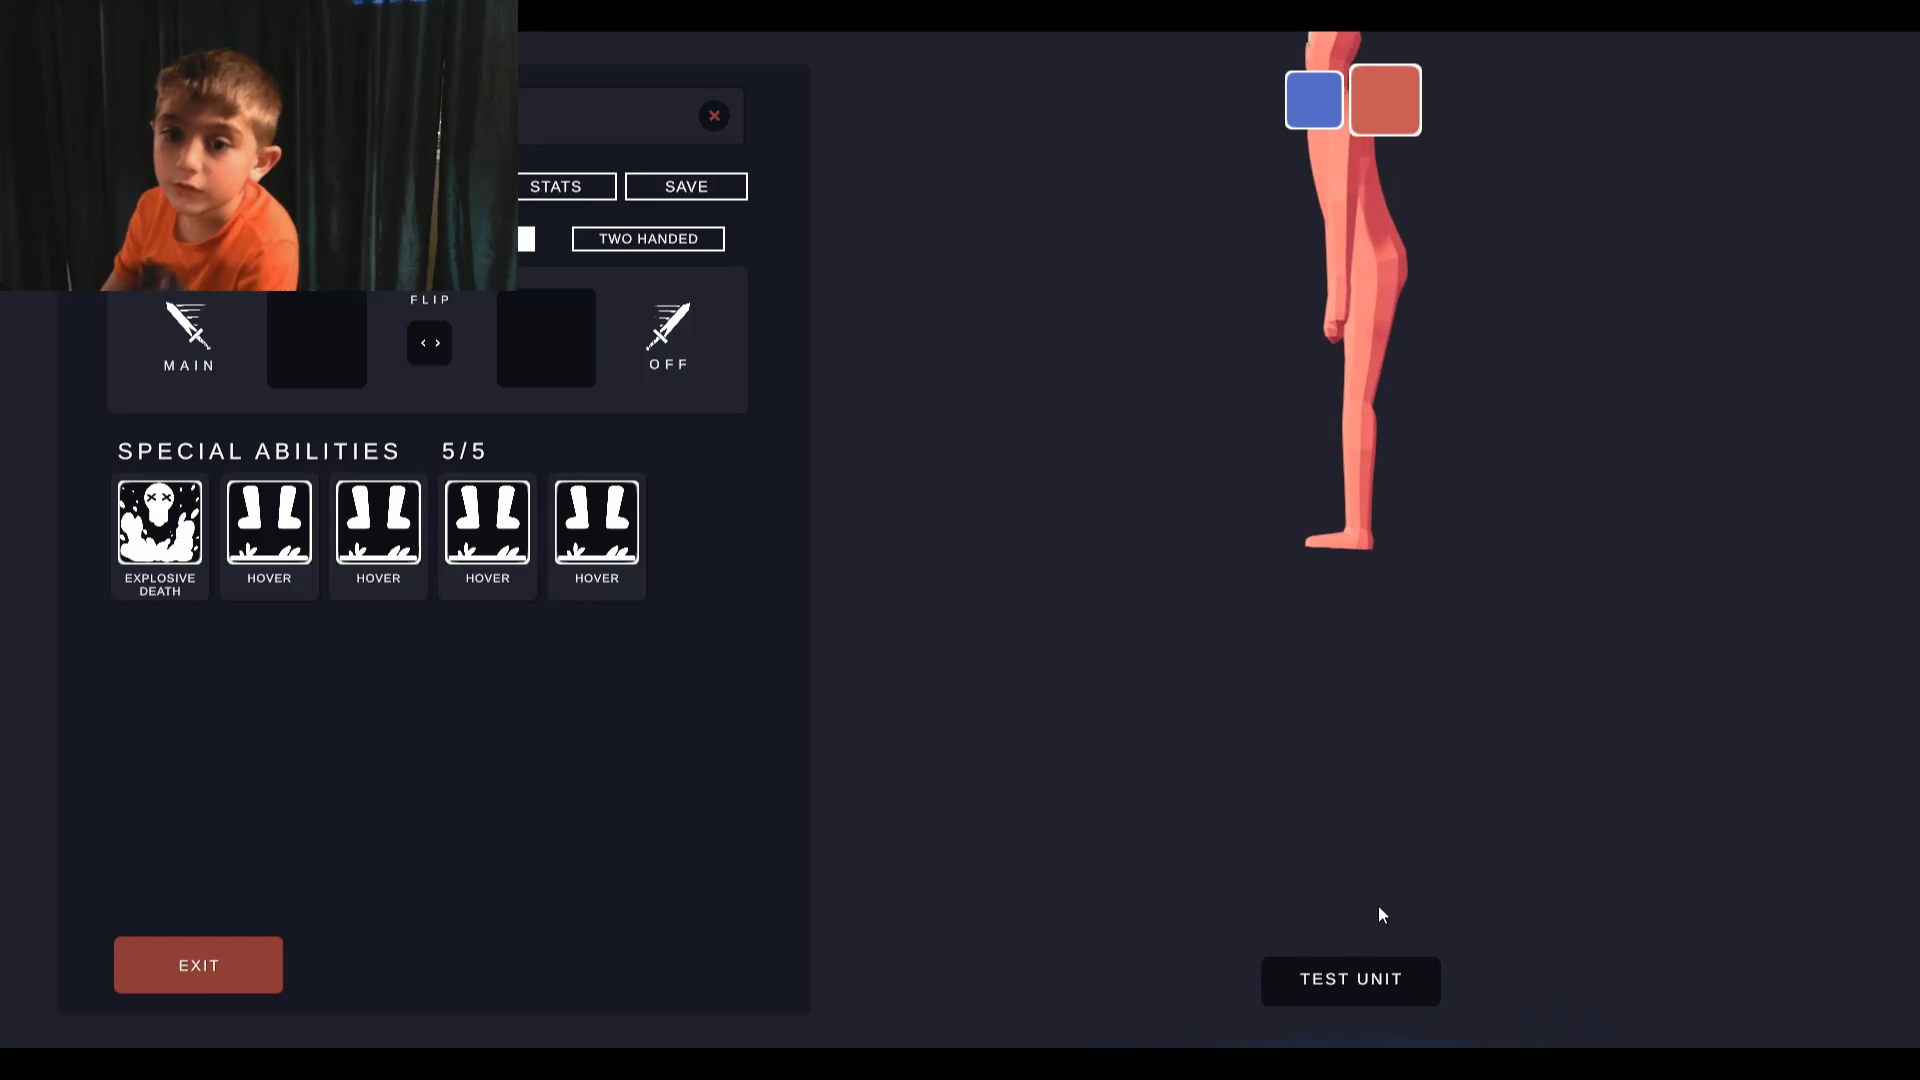 STATS
SAVE
TWO HANDED
FLIP
MAIN
OFF
SPECIAL ABILITIES 5/5
EXPLOSIVE DEATH
HOVER
HOVER
HOVER
HOVER
EXIT
TEST UNIT